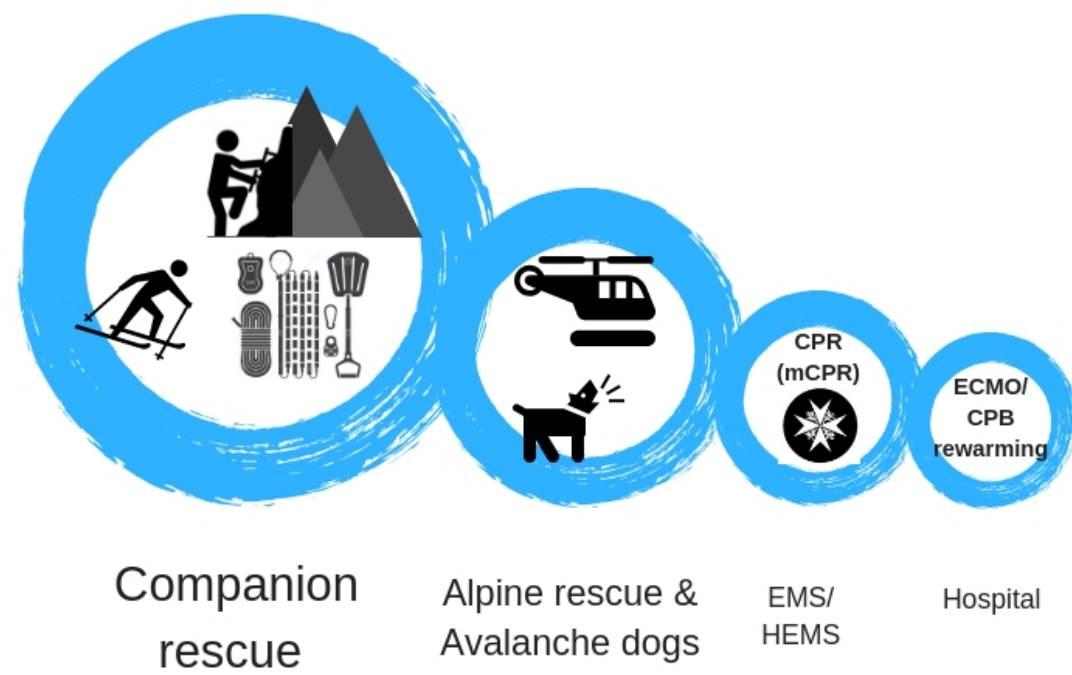 CPR
(mCPR)
ECMO/
CPB
rewarming
Companion
rescue
Alpine rescue &
Avalanche dogs
EMS/
HEMS
Hospital